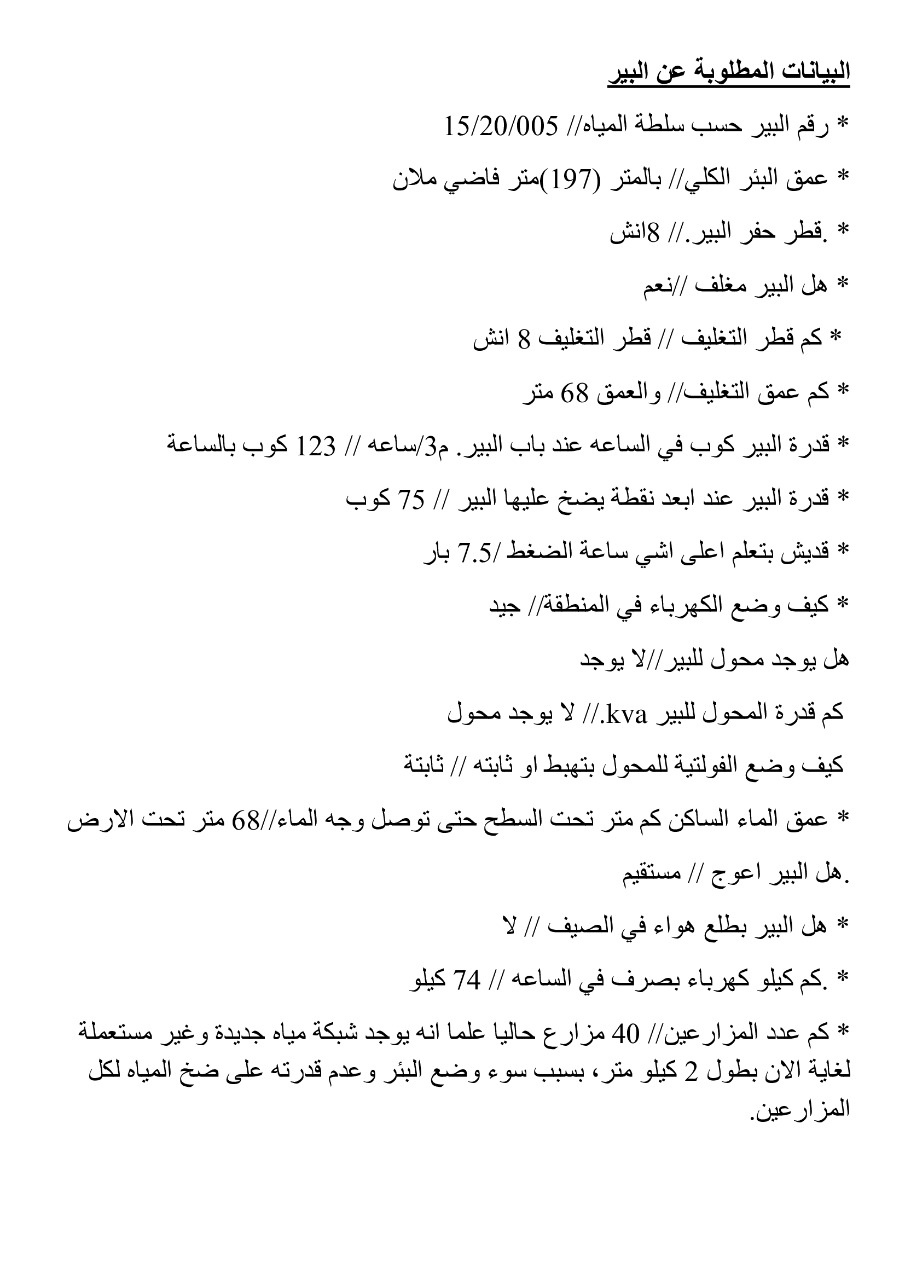 البيانات المطلوبة عن البير
* رقم البير حسب سلطة المياه// 15/20/005
* عمق البئر الكلي// بالمتر (197)متر فاضي ملان
* .قطر حفر البير.// 8انش
* هل البير مغلف //نعم
* كم قطر التغليف // قطر التغليف 8 انش
* كم عمق التغليف// والعمق 68 متر
* قدرة البير كوب في الساعه عند باب البير. م3/ساعه // 123 كوب بالساعة
* قدرة البير عند ابعد نقطة يضخ عليها البير // 75 كوب
* قديش بتعلم اعلى اشي ساعة الضغط /7.5 بار
* كيف وضع الكهرباء في المنطقة// جيد
هل يوجد محول للبير//لا يوجد
كم قدرة المحول للبير kva.// لا يوجد محول
كيف وضع الفولتية للمحول بتهبط او ثابته // ثابتة
* عمق الماء الساكن كم متر تحت السطح حتى توصل وجه الماء//68 متر تحت الارض
.هل البير اعوج // مستقيم
* هل البير بطلع هواء في الصيف // لا
* .كم كيلو كهرباء بصرف في الساعه // 74 كيلو
* كم عدد المزارعين// 40 مزارع حاليا علما انه يوجد شبكة مياه جديدة وغير مستعملة
لغاية الان بطول 2 كيلو متر، بسبب سوء وضع البئر وعدم قدرته على ضخ المياه لكل
المزارعين.